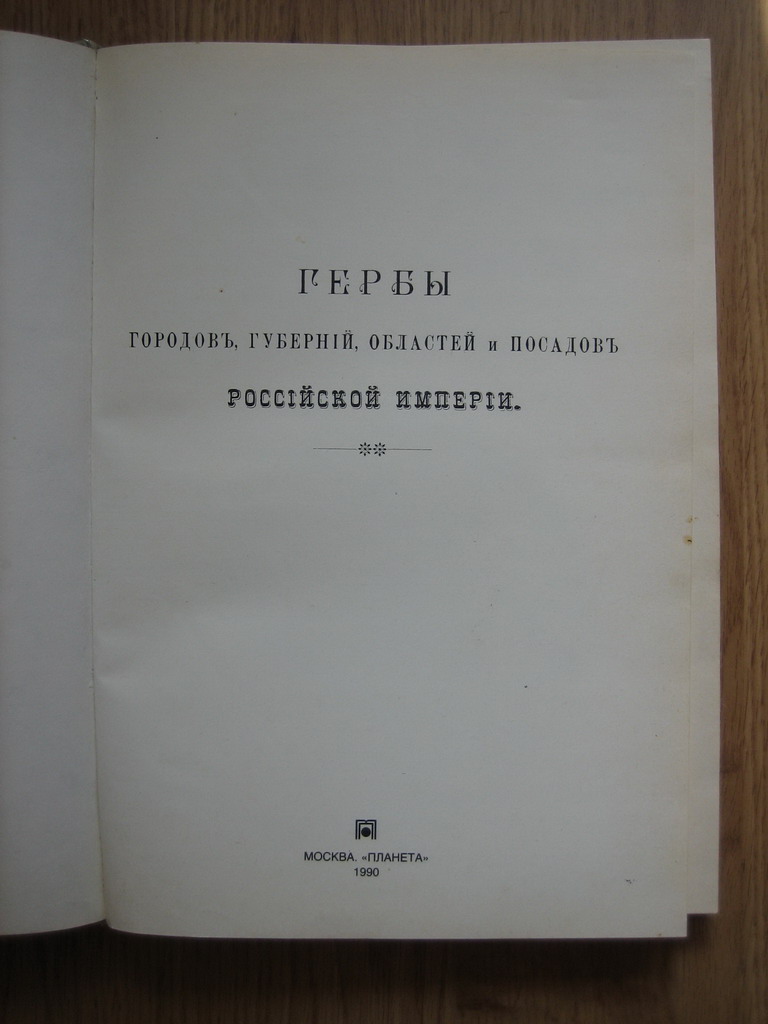 ГЕРБЫ
ГОРОДОВЪ, ГУБЕРНІЙ, ОБЛАСТЕЙ и ПОСАДОВЪ
РОССІЙСКОЙ ИМПЕРІИ.
МОСКВА. «ПЛАНЕТА»
1990